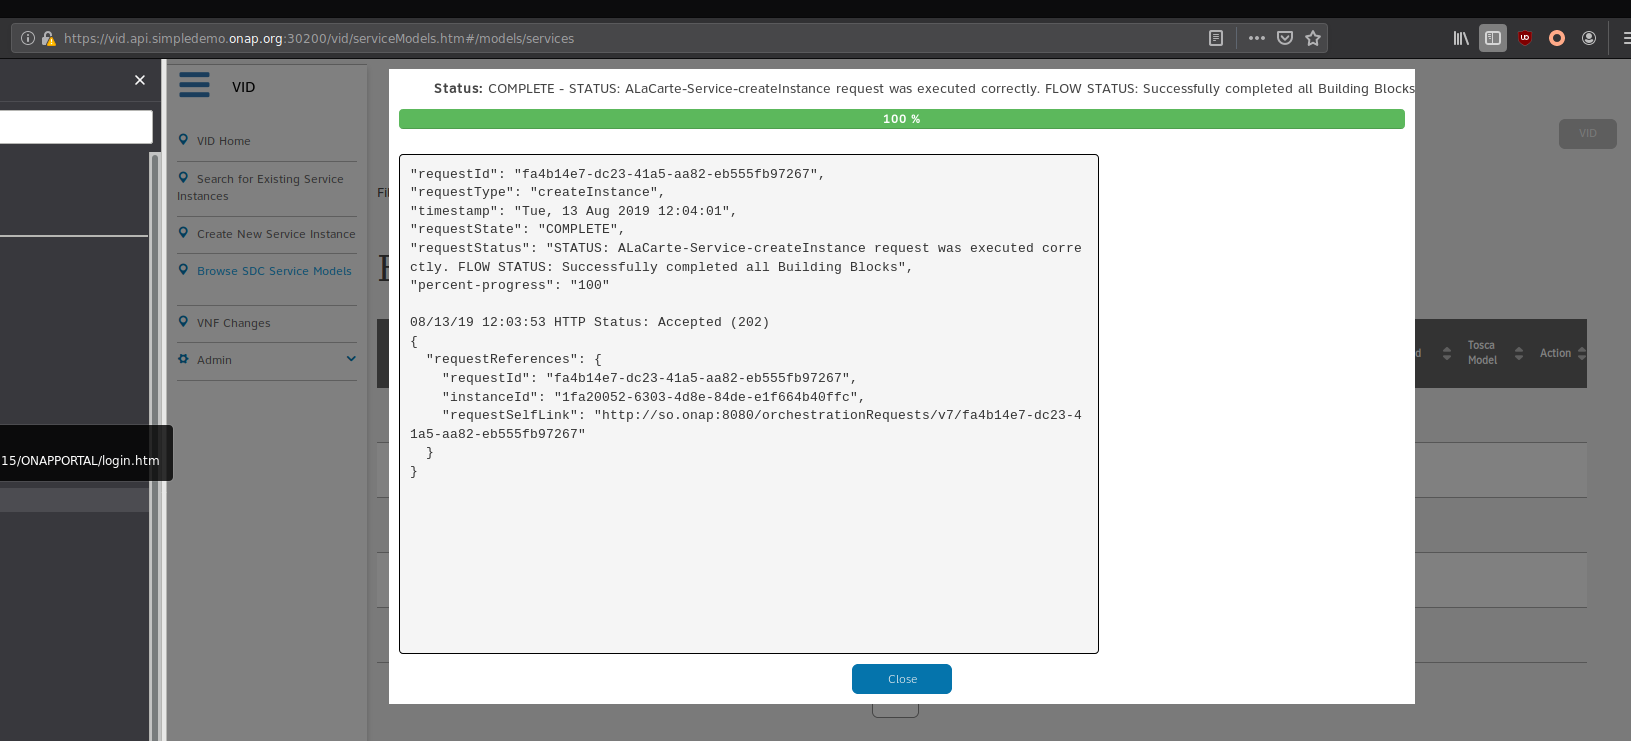 https://vid.api.simpledemo.onap.org:30200/vid/serviceModels.htm#/models/services
VID
Status: COMPLETE - STATUS: ALaCarte-Service-createInstance request was executed correctly. FLOW STATUS: Successfully completed all Building Blocks
100 %
VID
VID Home
Search for Existing Service
Instances
Create New Service Instance
Browse SDC Service Models
VNF Changes
Admin
15/ONAPPORTAL/login.htm
"requestId": "fa4b14e7-dc23-41a5-aa82-eb555fb97267",
"requestType": "createInstance",
"timestamp": "Tue, 13 Aug 2019 12:04:01",
"requestState": "COMPLETE",
"requestStatus": "STATUS: ALaCarte-Service-createInstance request was executed corre
ctly. FLOW STATUS: Successfully completed all Building Blocks",
"percent-progress": "100"
08/13/19 12:03:53 HTTP Status: Accepted (202)
{
"requestReferences": {
"requestId": "fa4b14e7-dc23-41a5-aa82-eb555fb97267",
"instanceId": "1fa20052-6303-4d8e-84de-e1f664b40ffc",
"requestSelfLink": "http://so.onap:8080/orchestrationRequests/v7/fa4b14e7-dc23-4
1a5-aa82-eb555fb97267"
}
}
Tosca
Model
Action
Close